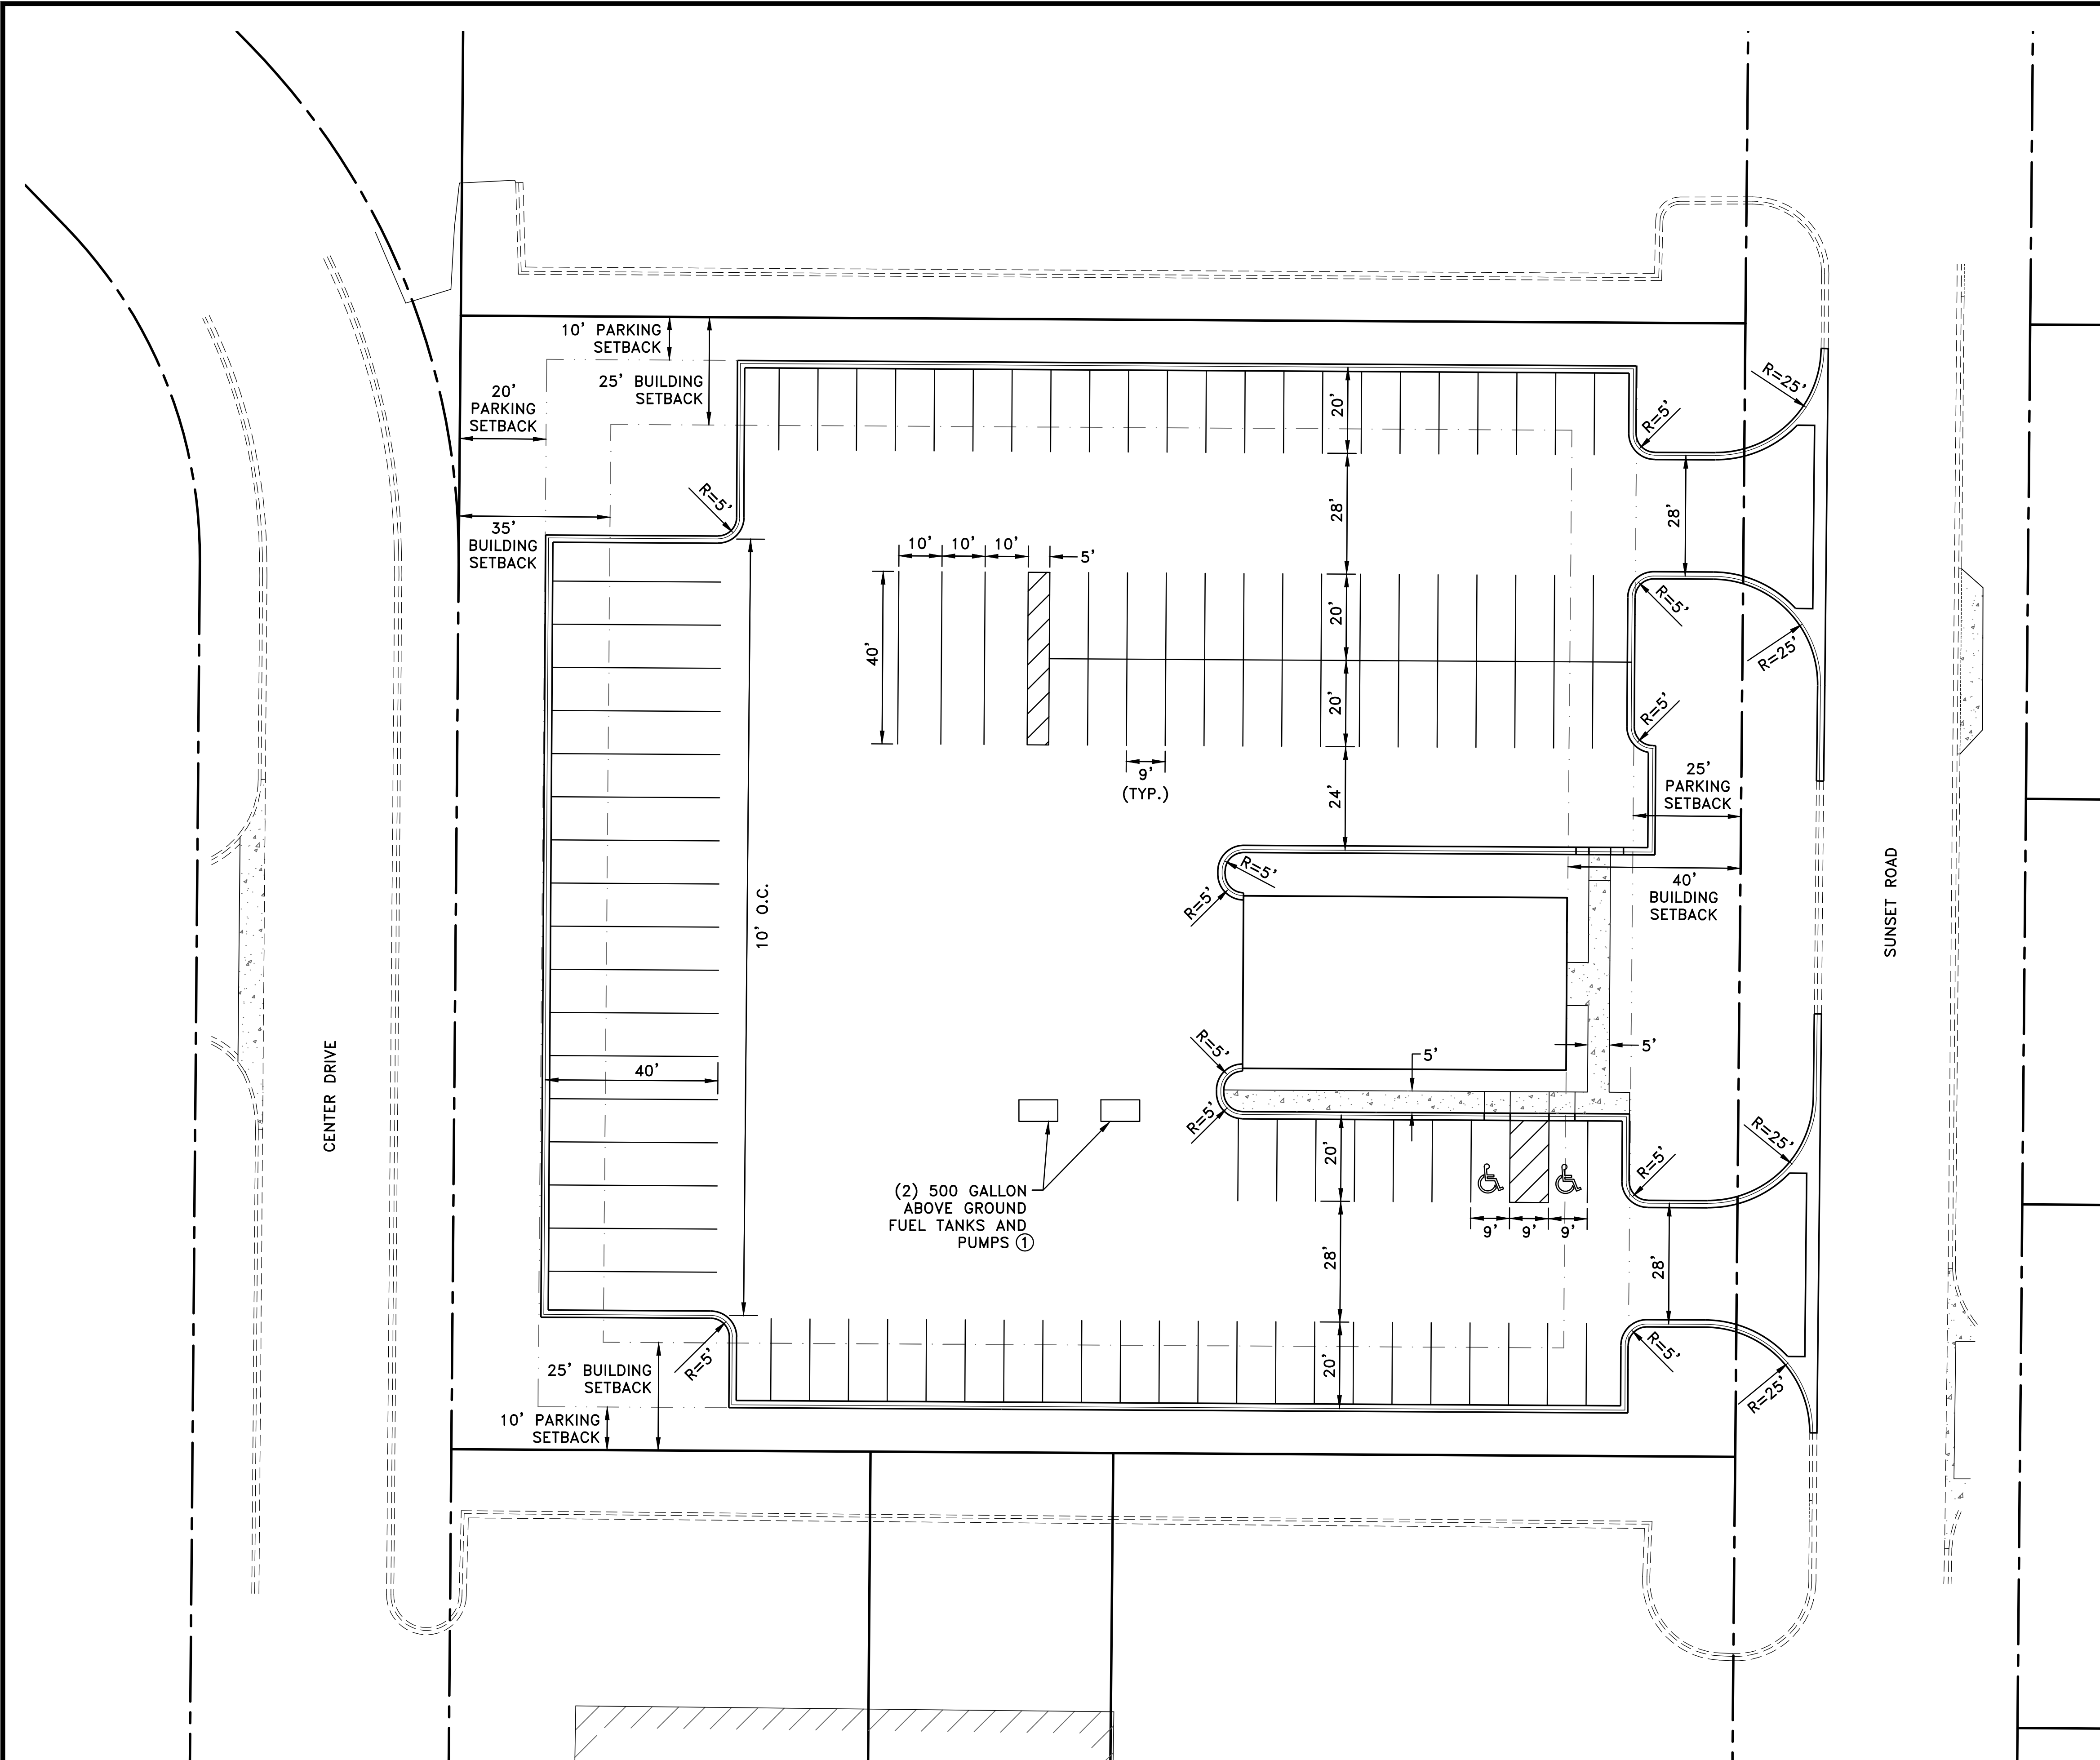 10' PARKING
SETBACK
25' BUILDING
SETBACK
20'
PARKING
SETBACK
35'
BUILDING
SETBACK
R=5'
20'
R=5'
R=25'
28'
28'
10'
10'
10'
5'
40'
20'
R=5'
R=25'
20'
R=5'
9'
(TYP.)
24'
25'
PARKING
SETBACK
R=5'
R=5'
40'
BUILDING
SETBACK
10' O.C.
SUNSET ROAD
CENTER DRIVE
R=5'
5'
5'
40'
R=5'
20'
R=5'
R=25'
(2) 500 GALLON
ABOVE GROUND
FUEL TANKS AND
PUMPS 1
9'
9'
9'
28'
28'
R=5'
20'
R=5'
R=25'
25' BUILDING
SETBACK
10' PARKING
SETBACK